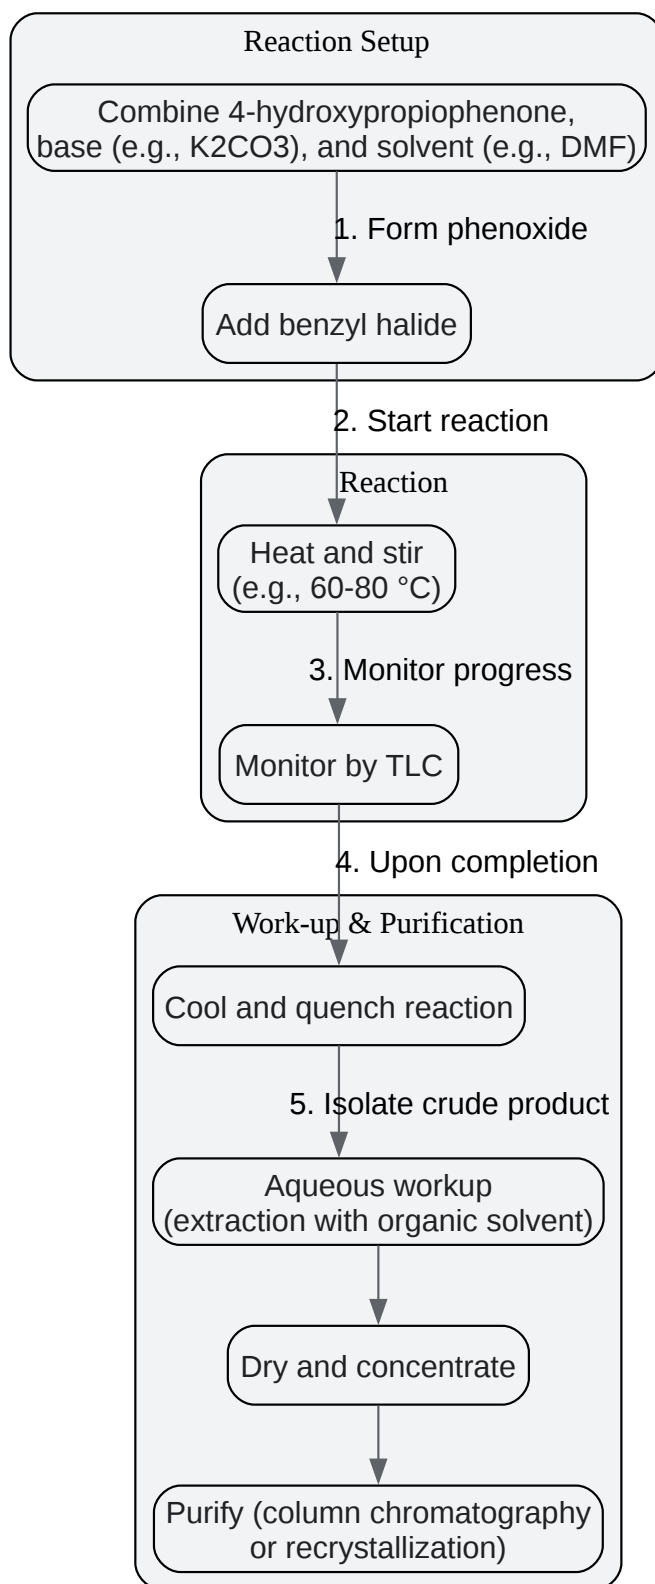 Reaction Setup
Combine 4-hydroxypropiophenone,
base (e.g., K2CO3), and solvent (e.g., DMF)
1. Form phenoxide
Add benzyl halide
2. Start reaction
Reaction
Heat and stir
(e.g., 60-80 °C)
3. Monitor progress
Monitor by TLC
4. Upon completion
Work-up & Purification
Cool and quench reaction
5. Isolate crude product
Aqueous workup
(extraction with organic solvent)
Dry and concentrate
Purify (column chromatography
or recrystallization)